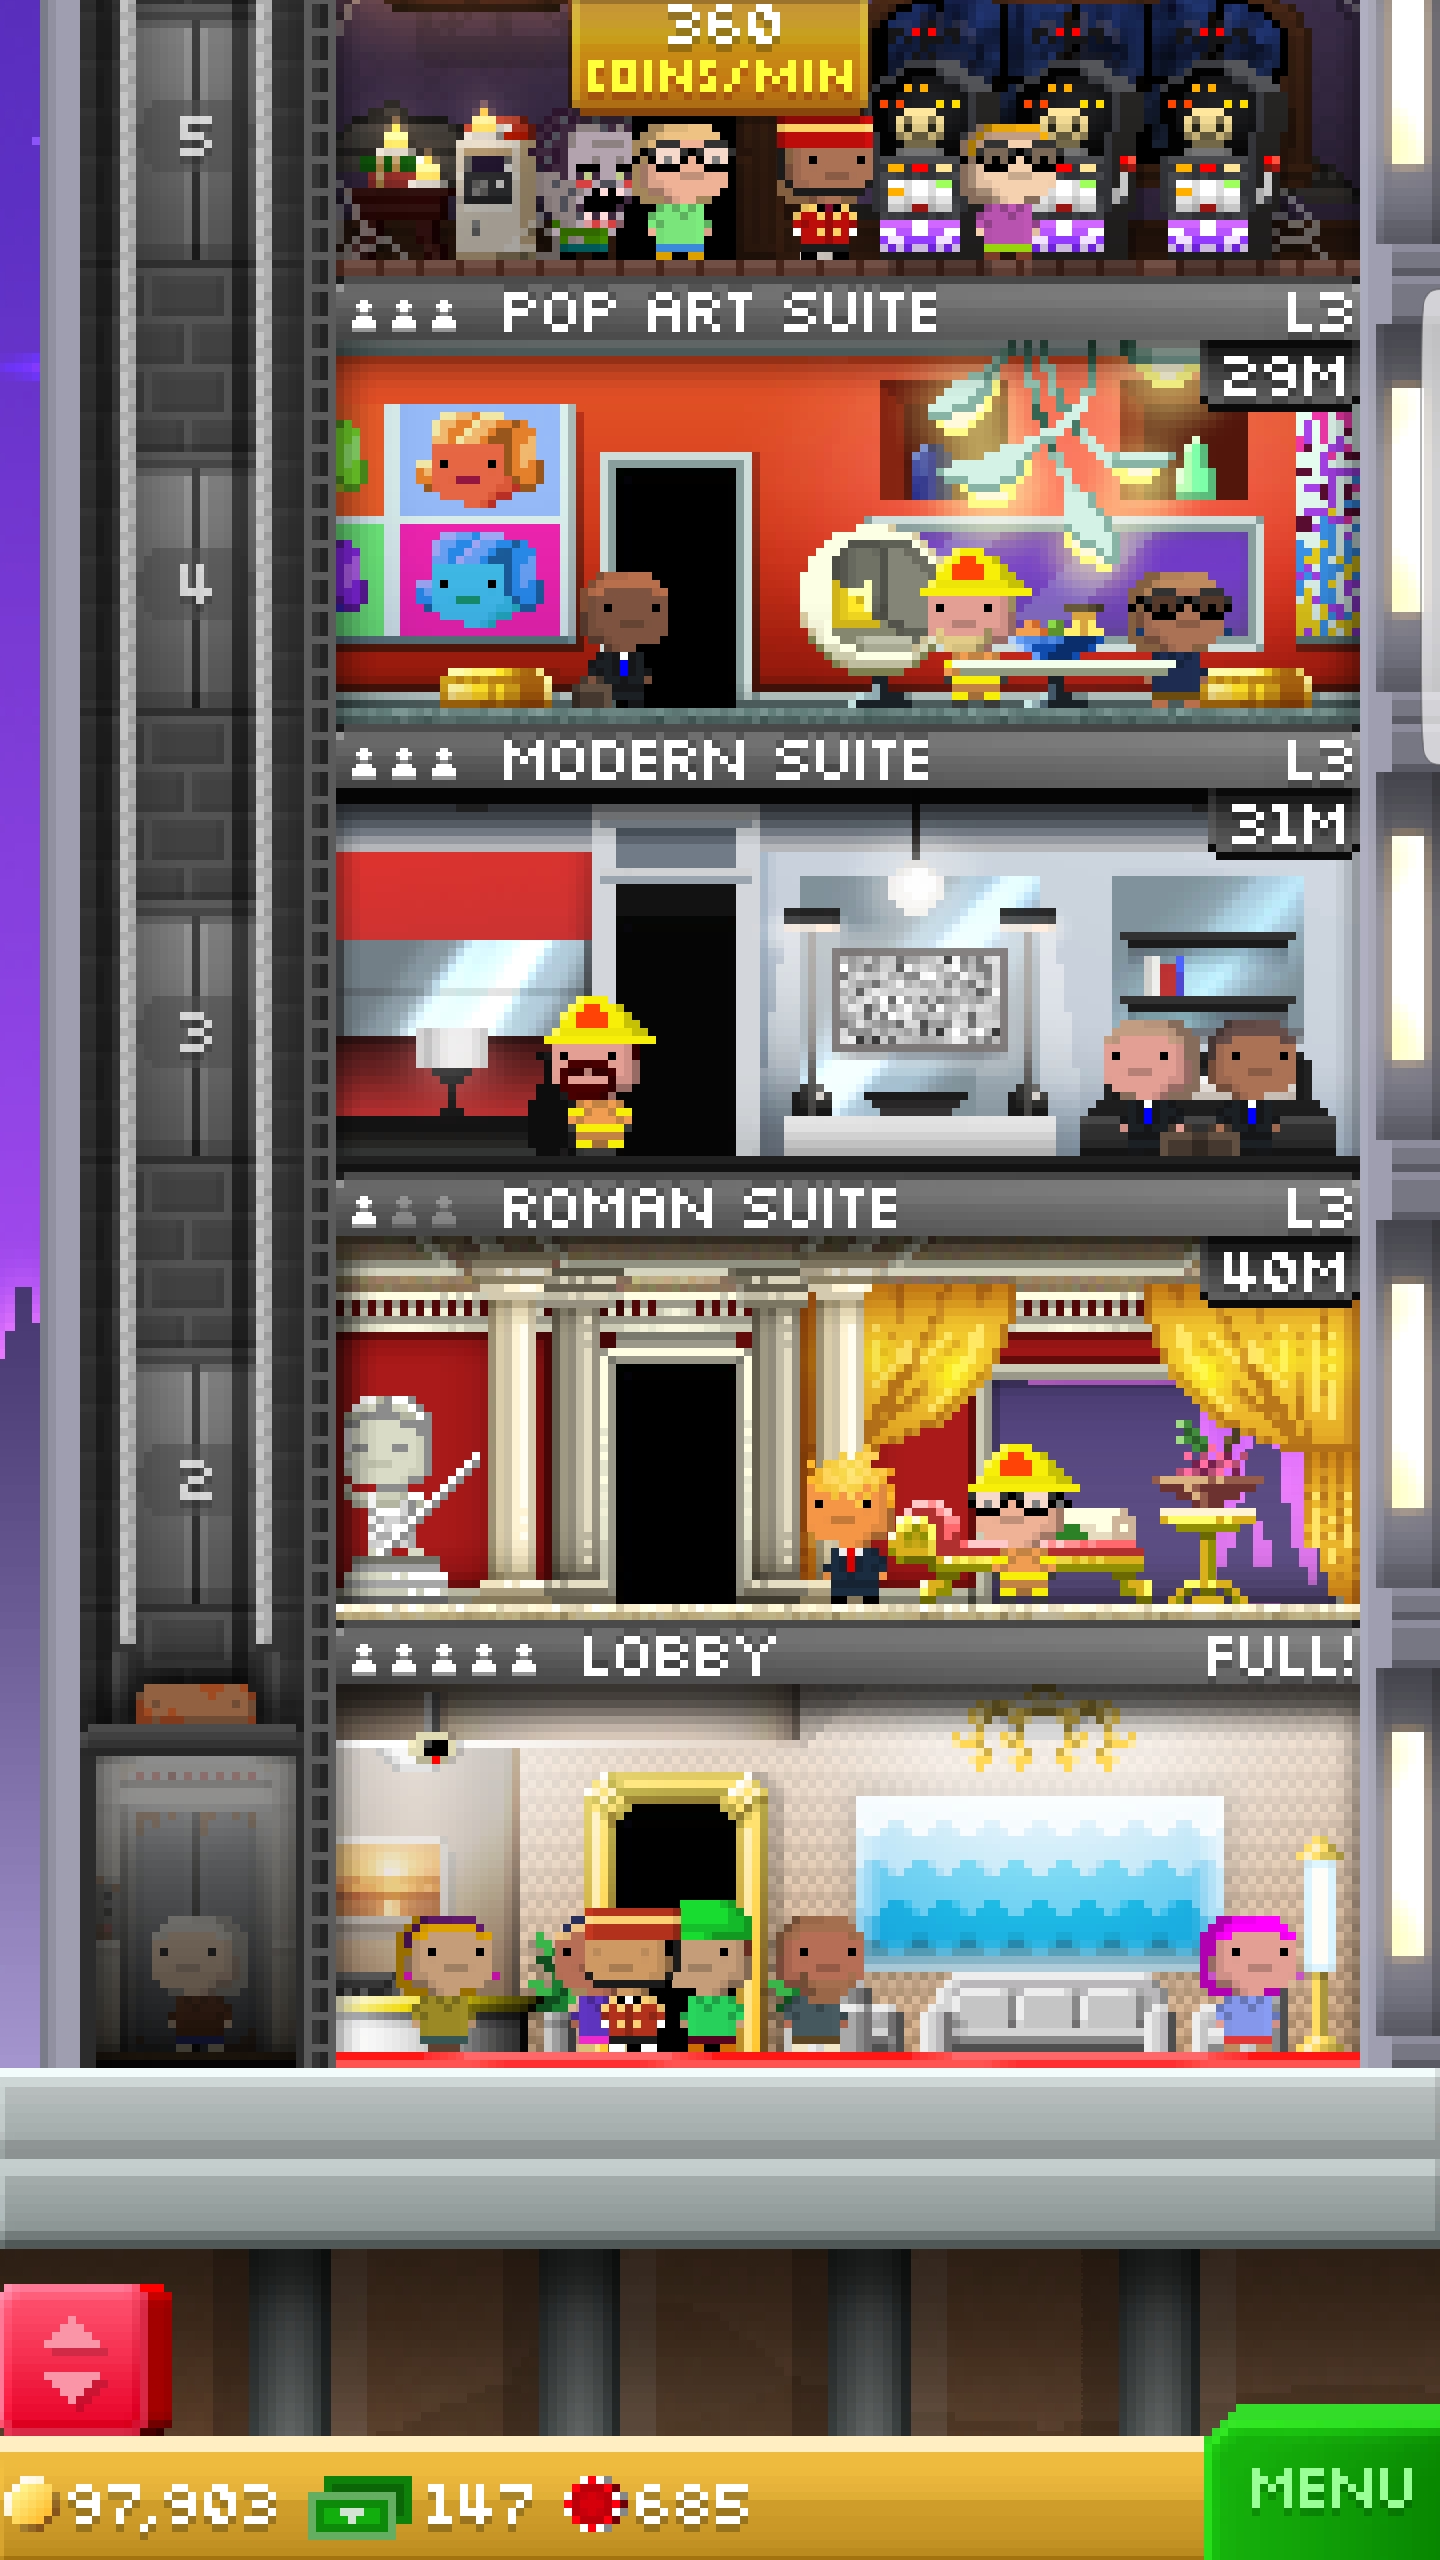 360
COINS/MIN
5
POP ART SUITE L3
29M
4
MODERN SUITE L3
31M
3
ROMAN SUITE L3
40M
2
LOBBY FULL!
97,903 147 685
MENU